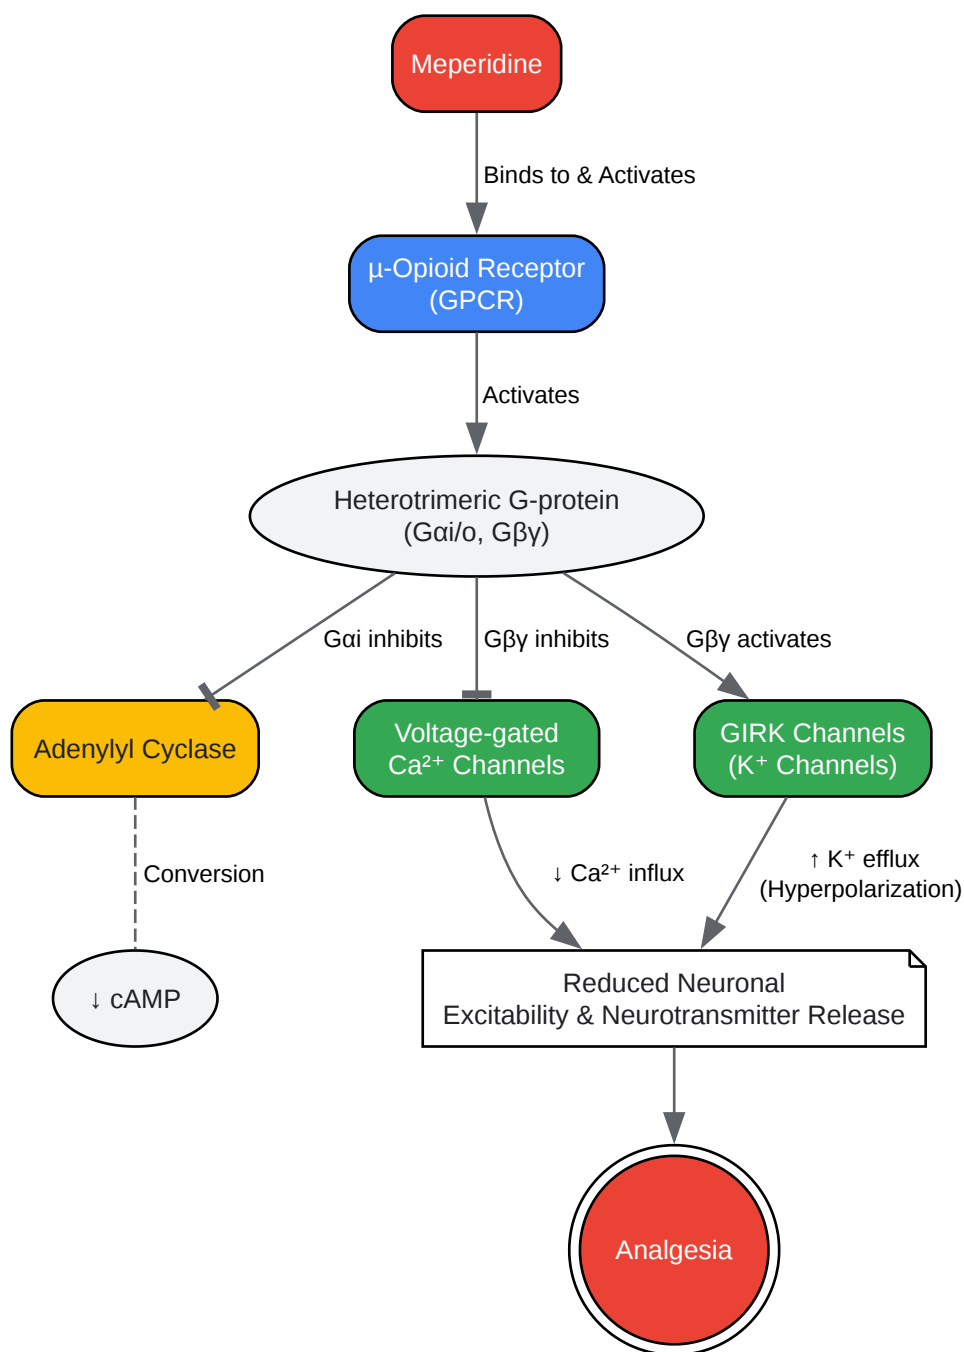 Meperidine
Binds to & Activates
µ-Opioid Receptor
(GPCR)
Activates
Heterotrimeric G-protein
(Gαi/o, Gβγ)
Gαi inhibits
Gβγ inhibits
Gβγ activates
Adenylyl Cyclase
Voltage-gated
Ca²⁺ Channels
GIRK Channels
(K⁺ Channels)
Conversion
↓ Ca²⁺ influx
↑ K⁺ efflux
(Hyperpolarization)
↓ cAMP
Reduced Neuronal
Excitability & Neurotransmitter Release
Analgesia